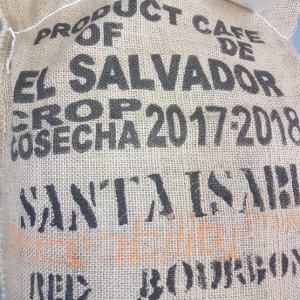 PRODUCT CAFE
OF DE
EL SALVADOR
CROP
COSECHA 2017-2018
SANTA ISABE
RED BOURBON